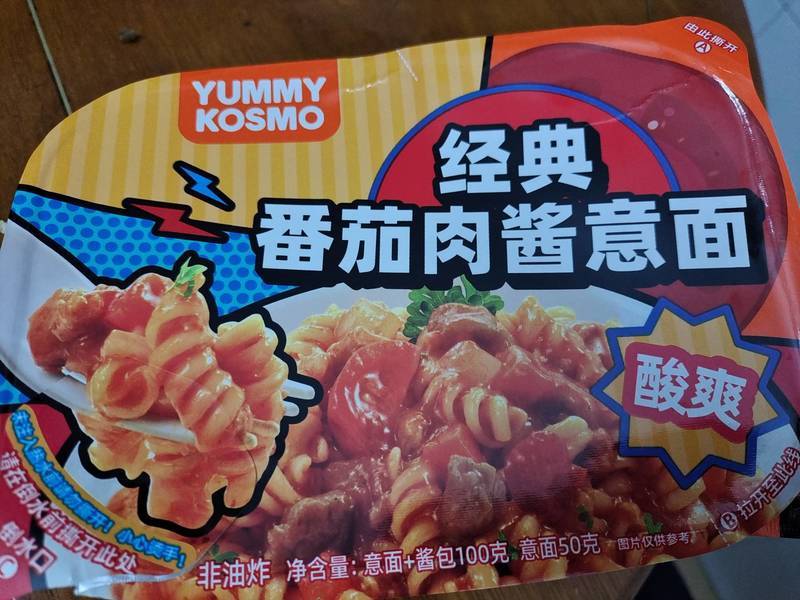 由此撕开
A
YUMMY
KOSMO
经典
番茄肉酱意面
酸爽
小心烫手!
请在倒水前撕开此处
倒水口
C
B拉开至此线
非油炸 净含量: 意面+酱包100克 意面50克 图片仅供参考